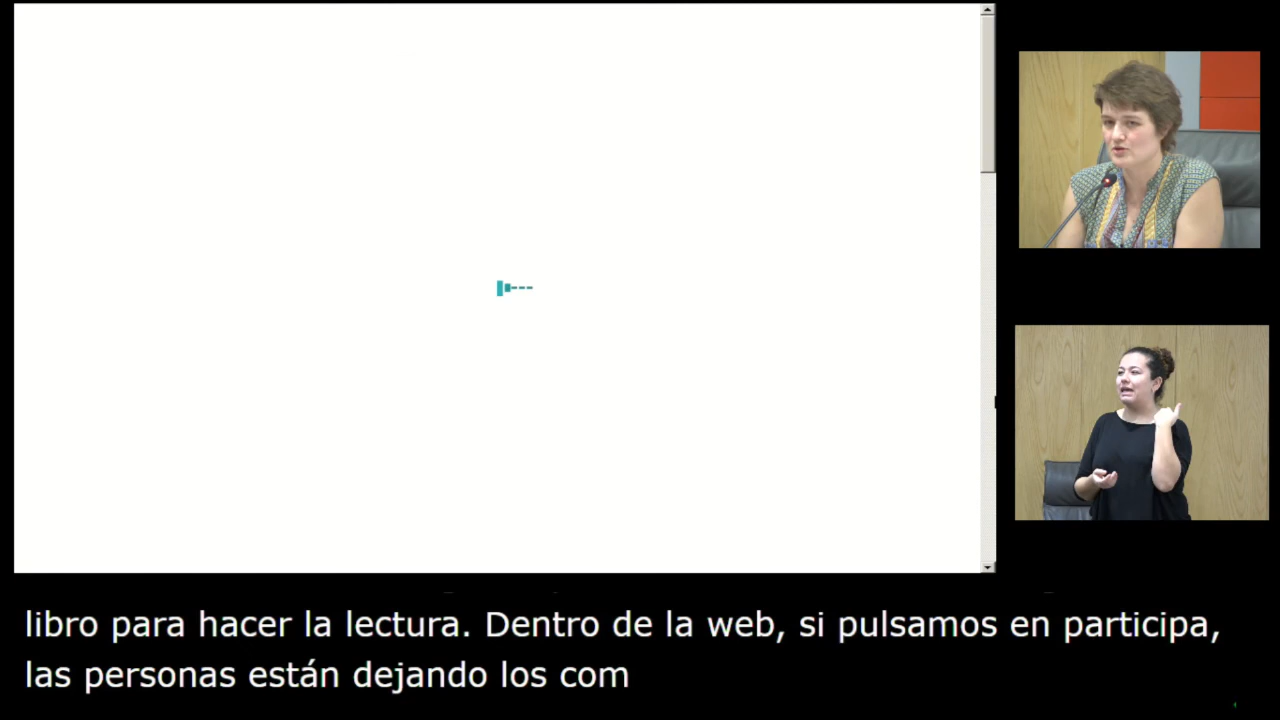 libro para hacer la lectura. Dentro de la web, si pulsamos en participa,
las personas están dejando los com